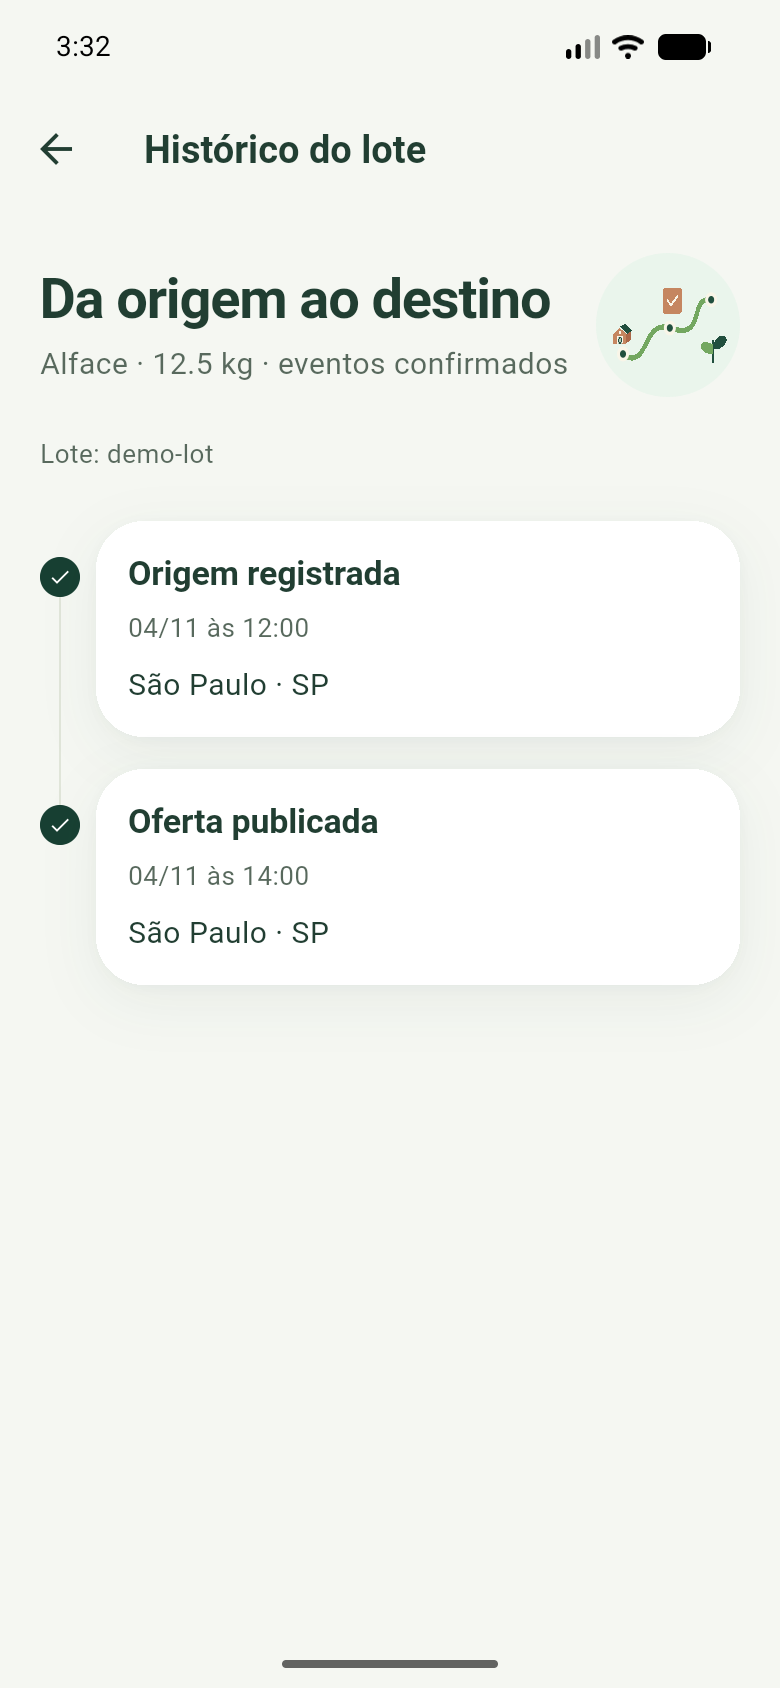 3:32
Histórico do lote
Da origem ao destino
Alface · 12.5 kg · eventos confirmados
Lote: demo-lot
Origem registrada
04/11 às 12:00
São Paulo · SP
Oferta publicada
04/11 às 14:00
São Paulo · SP